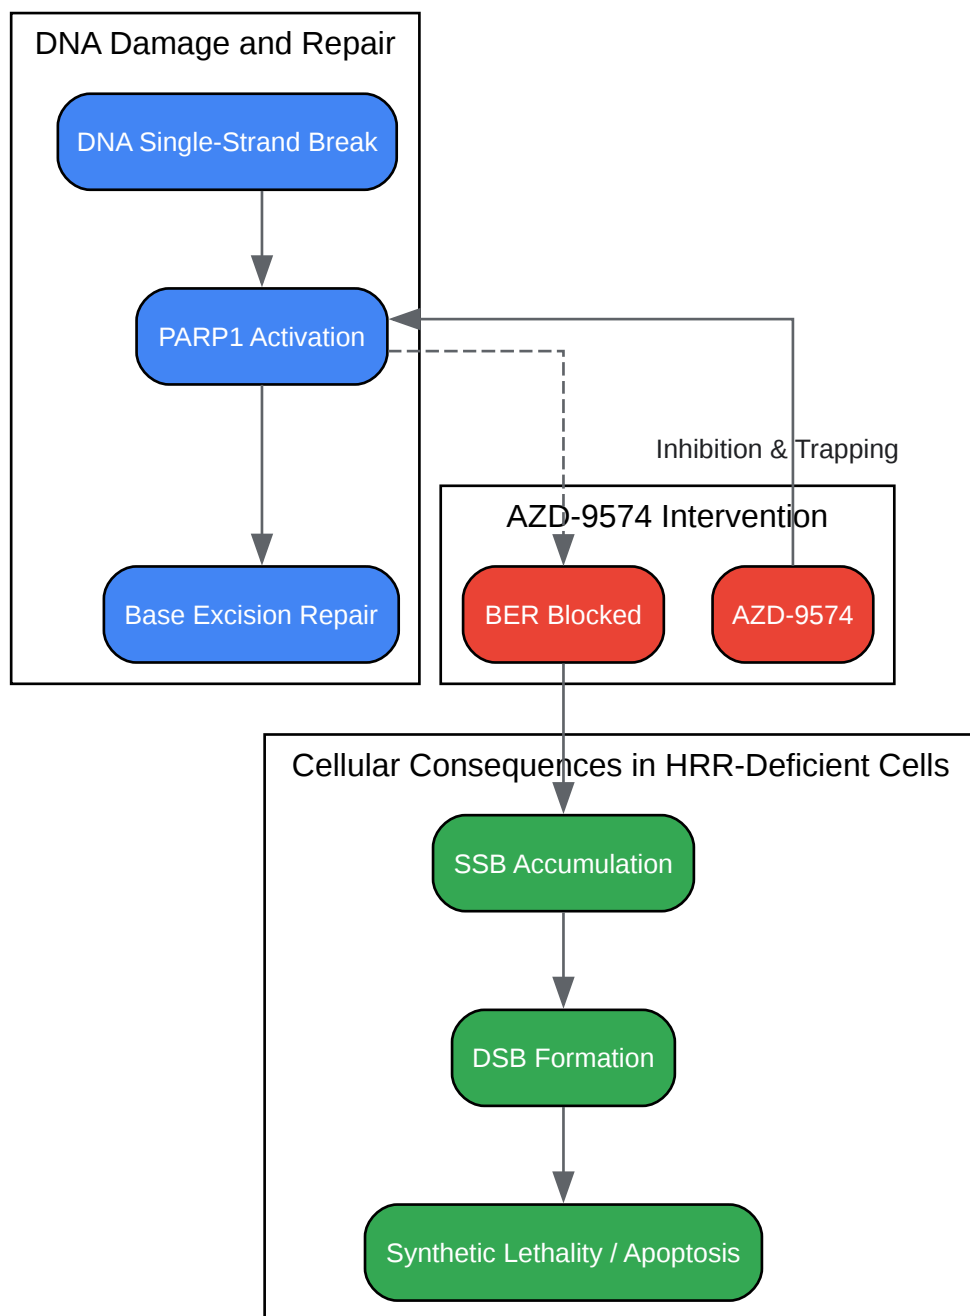 DNA Damage and Repair
DNA Single-Strand Break
PARP1 Activation
Inhibition & Trapping
AZD-9574 Intervention
Base Excision Repair
BER Blocked
AZD-9574
Cellular Consequences in HRR-Deficient Cells
SSB Accumulation
DSB Formation
Synthetic Lethality / Apoptosis